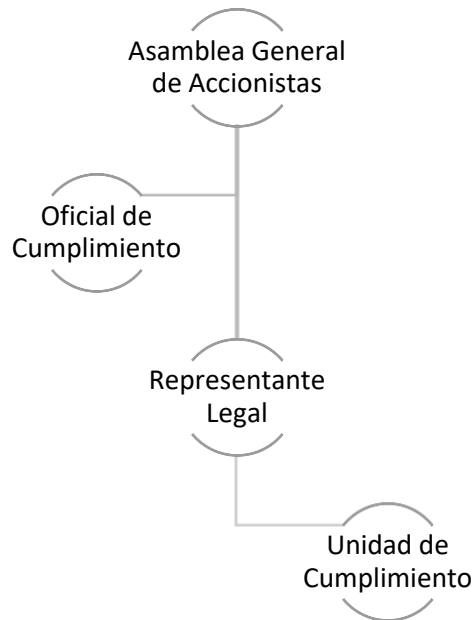 Asamblea General
de Accionistas
Oficial de
Cumplimiento
Representante
Legal
Unidad de
Cumplimiento